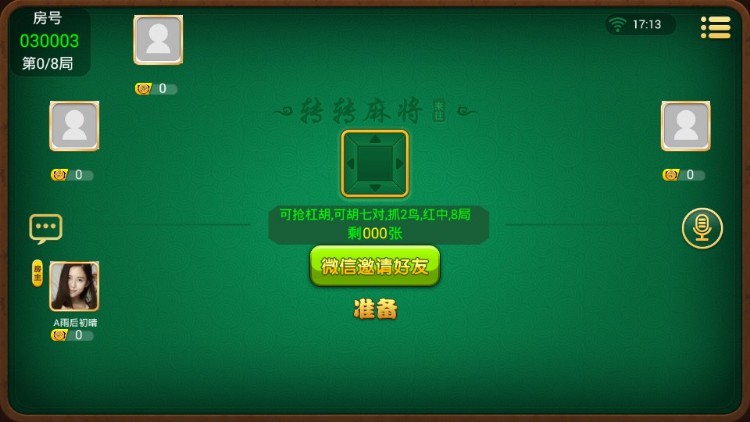 房号
030003
第0/8局
0
17:13
0
转转麻将
0
可抢杠胡,可胡七对,抓2鸟,红中,8局
剩000张
微信邀请好友
准备
A雨后初晴
0